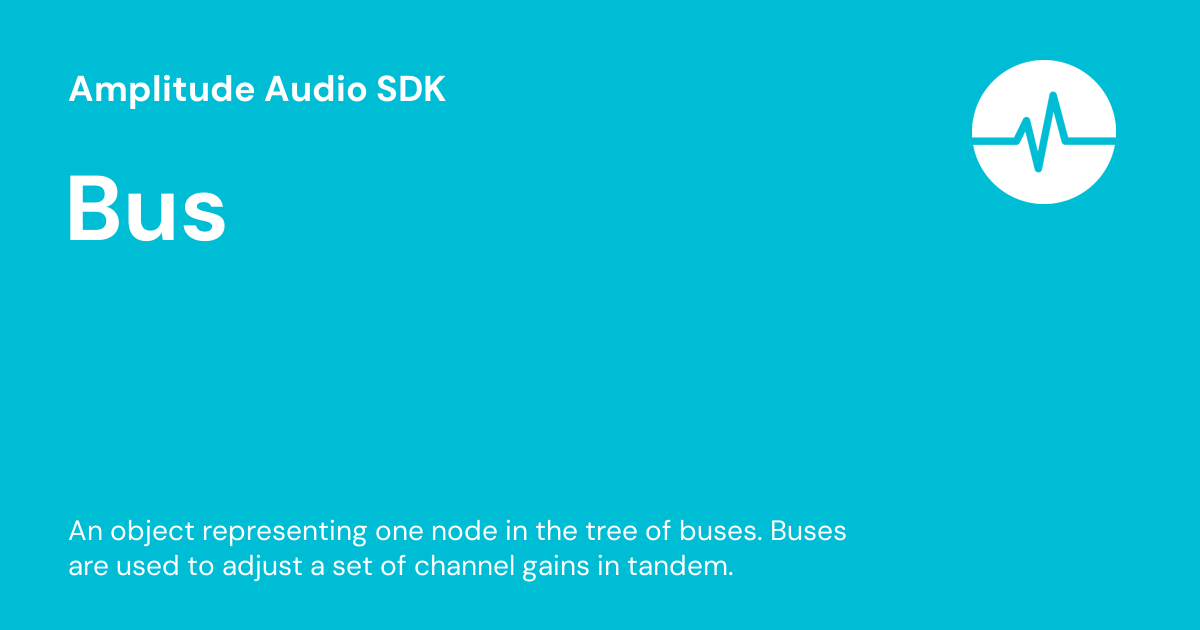 Amplitude Audio SDK
Bus
An object representing one node in the tree of buses. Buses
are used to adjust a set of channel gains in tandem.